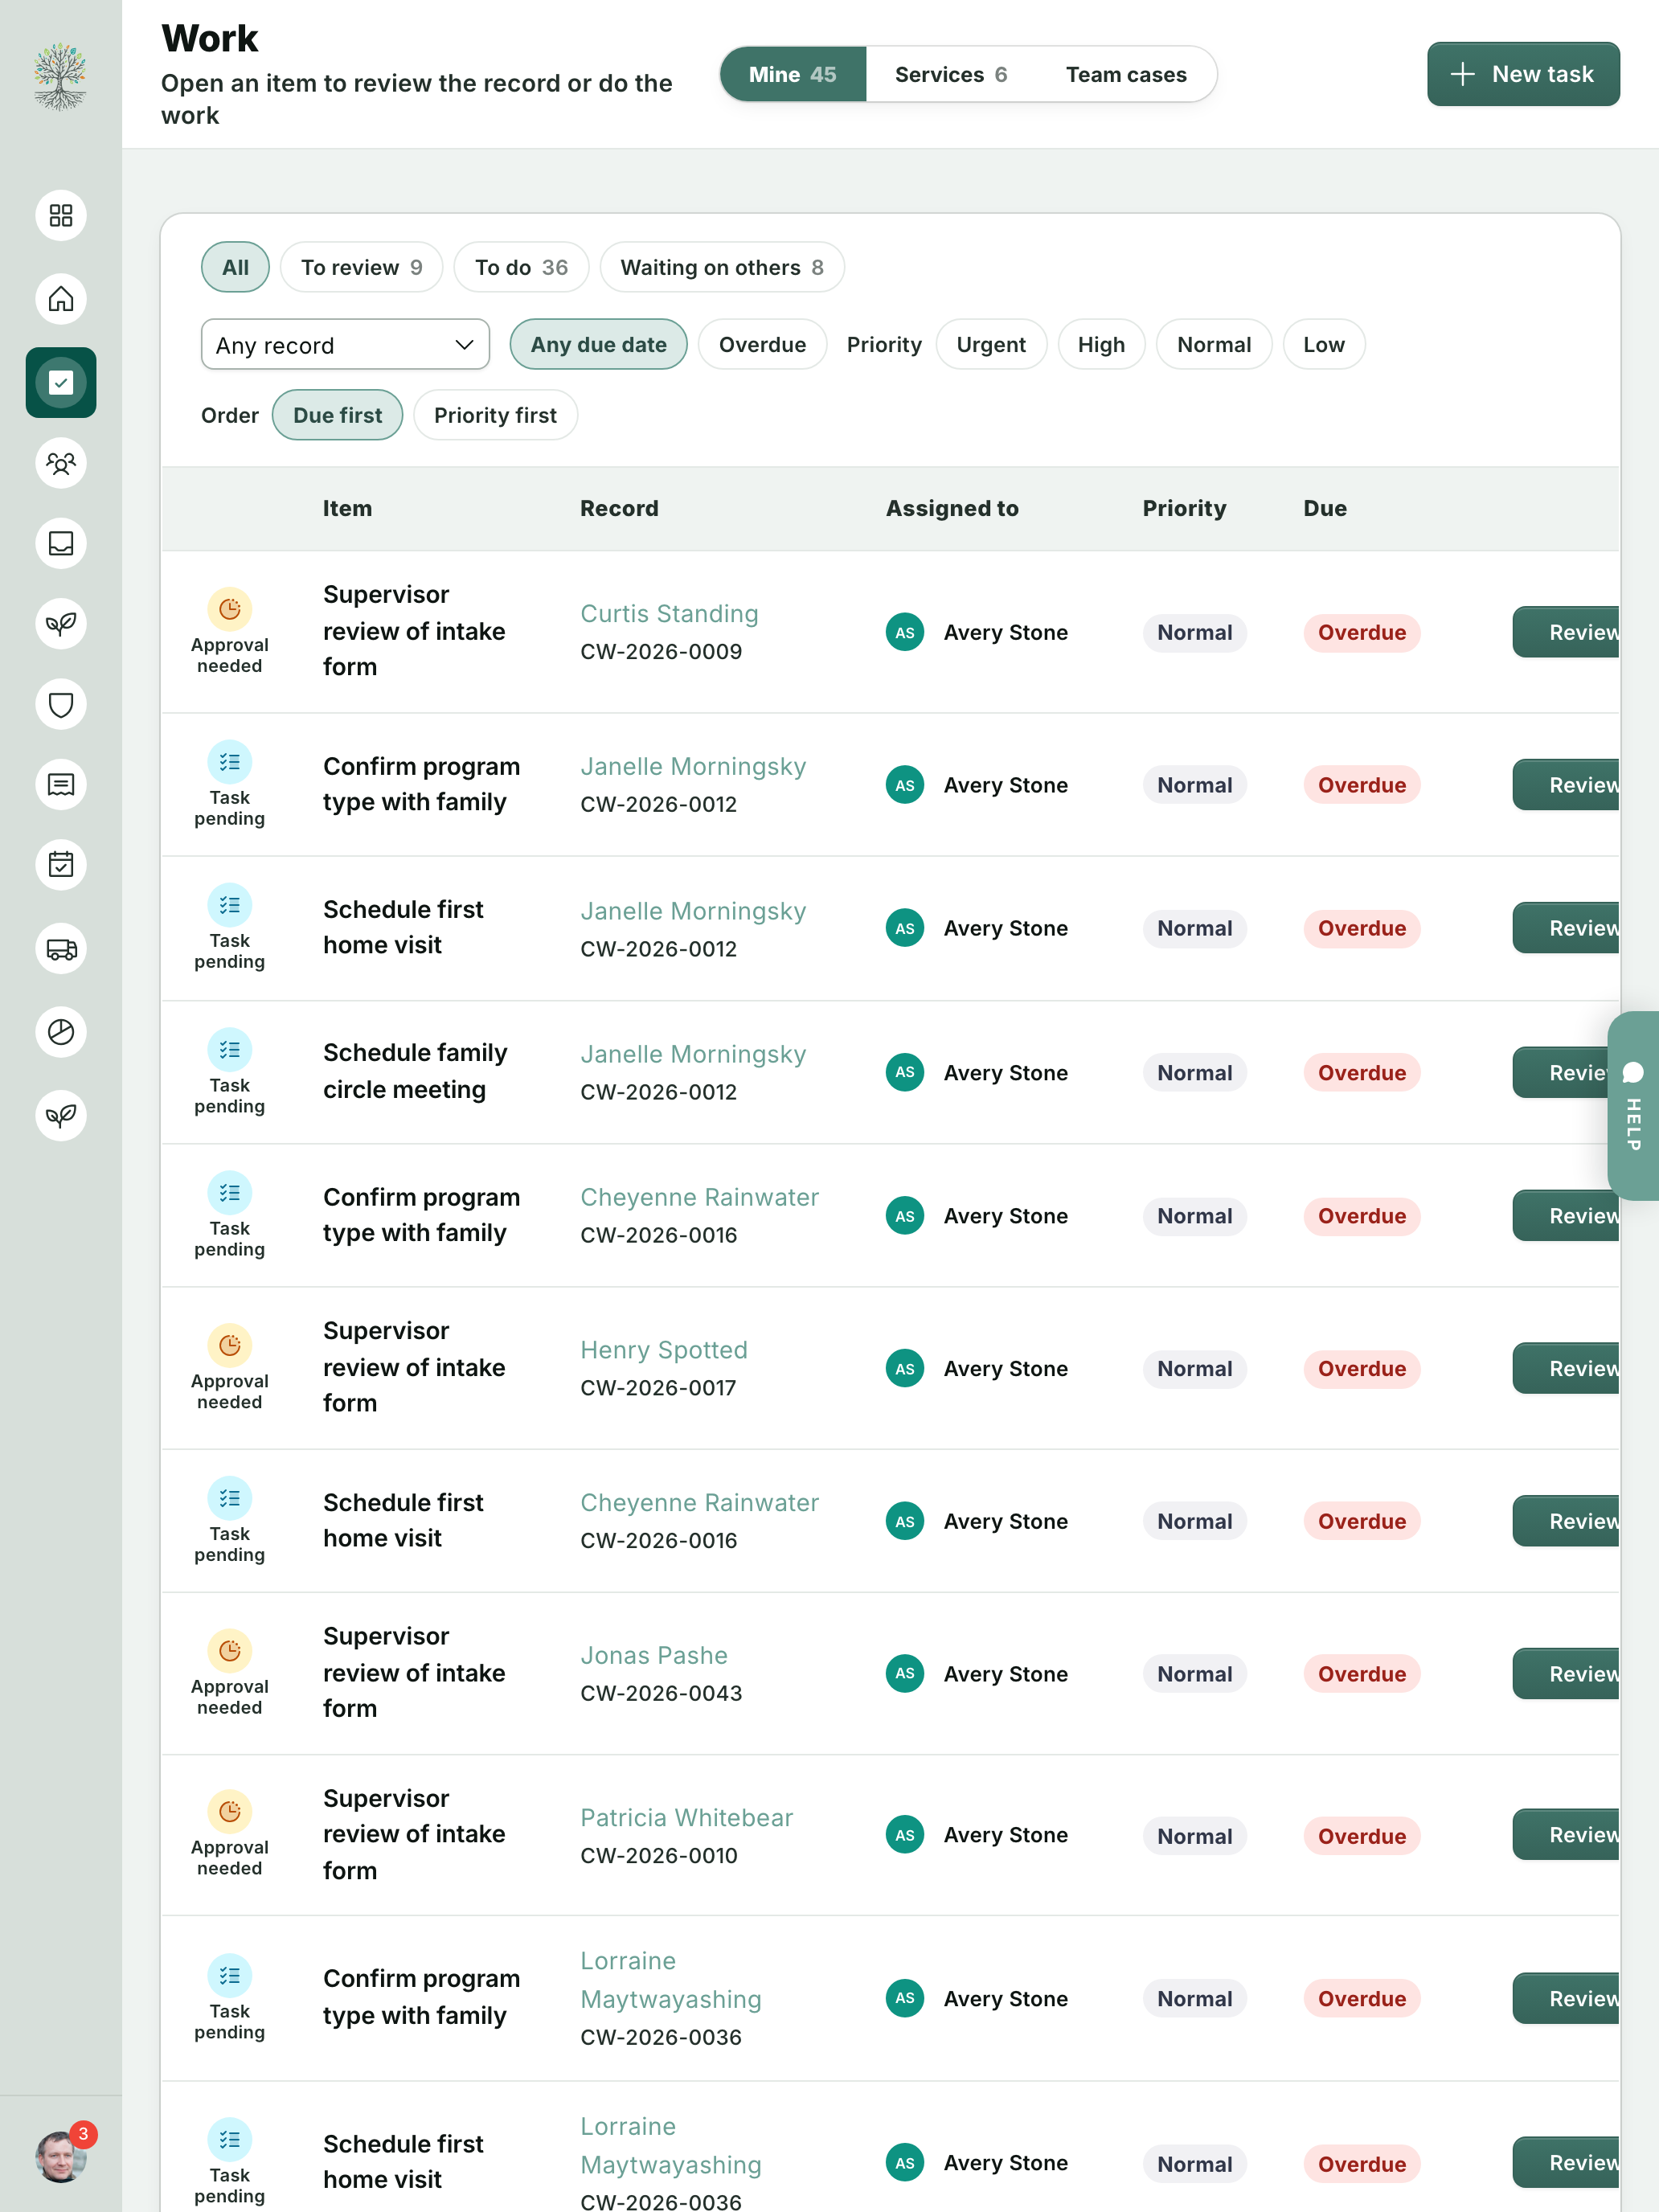 Work
Open an item to review the record or do the
work
Mine 45
Services 6
Team cases
New task
All
To review 9
To do 36
Waiting on others 8
Any record
Any due date
Overdue
Priority
Urgent
High
Normal
Low
Order
Due first
Priority first
Item
Record
Assigned to
Priority
Due
Approval
needed
Supervisor
review of intake
form
Curtis Standing
CW-2026-0009
AS
Avery Stone
Normal
Overdue
Review
Task
pending
Confirm program
type with family
Janelle Morningsky
CW-2026-0012
AS
Avery Stone
Normal
Overdue
Review
Task
pending
Schedule first
home visit
Janelle Morningsky
CW-2026-0012
AS
Avery Stone
Normal
Overdue
Review
Task
pending
Schedule family
circle meeting
Janelle Morningsky
CW-2026-0012
AS
Avery Stone
Normal
Overdue
Review
HELP
Task
pending
Confirm program
type with family
Cheyenne Rainwater
CW-2026-0016
AS
Avery Stone
Normal
Overdue
Review
Approval
needed
Supervisor
review of intake
form
Henry Spotted
CW-2026-0017
AS
Avery Stone
Normal
Overdue
Review
Task
pending
Schedule first
home visit
Cheyenne Rainwater
CW-2026-0016
AS
Avery Stone
Normal
Overdue
Review
Approval
needed
Supervisor
review of intake
form
Jonas Pashe
CW-2026-0043
AS
Avery Stone
Normal
Overdue
Review
Approval
needed
Supervisor
review of intake
form
Patricia Whitebear
CW-2026-0010
AS
Avery Stone
Normal
Overdue
Review
Task
pending
Confirm program
type with family
Lorraine
Maytwayashing
CW-2026-0036
AS
Avery Stone
Normal
Overdue
Review
Task
pending
Schedule first
home visit
Lorraine
Maytwayashing
CW-2026-0036
AS
Avery Stone
Normal
Overdue
Review
3